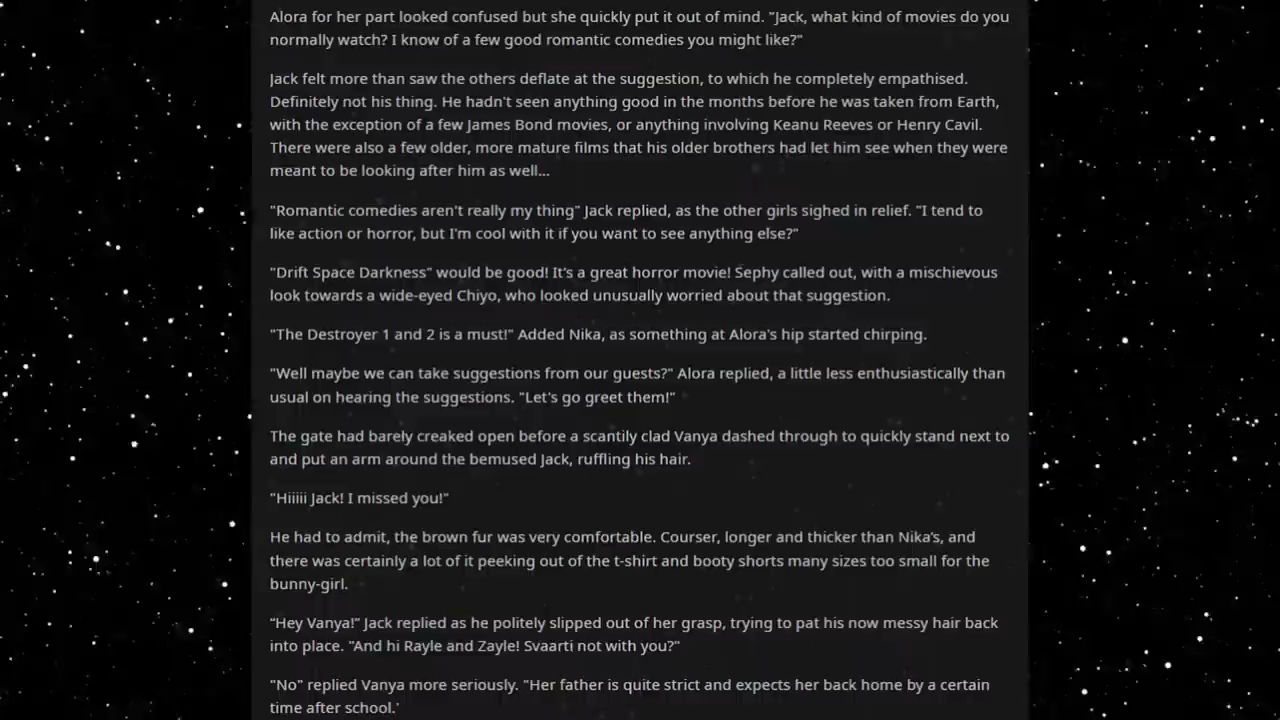 Alora for her part looked confused but she quickly put it out of mind. "Jack, what kind of movies do you
normally watch? I know of a few good romantic comedies you might like?"
Jack felt more than saw the others deflate at the suggestion, to which he completely empathised.
Definitely not his thing. He hadn't seen anything good in the months before he was taken from Earth,
with the exception of a few James Bond movies, or anything involving Keanu Reeves or Henry Cavil.
There were also a few older, more mature films that his older brothers had let him see when they were
meant to be looking after him as well...
"Romantic comedies aren't really my thing" Jack replied, as the other girls sighed in relief. "I tend to
like action or horror, but I'm cool with it if you want to see anything else?"
"Drift Space Darkness" would be good! It's a great horror movie! Sephy called out, with a mischievous
look towards a wide-eyed Chiyo, who looked unusually worried about that suggestion.
"The Destroyer 1 and 2 is a must!" Added Nika, as something at Alora's hip started chirping.
"Well maybe we can take suggestions from our guests?" Alora replied, a little less enthusiastically than
usual on hearing the suggestions. "Let's go greet them!"
The gate had barely creaked open before a scantily clad Vanya dashed through to quickly stand next to
and put an arm around the bemused Jack, ruffling his hair.
"Hiiiii Jack! I missed you!"
He had to admit, the brown fur was very comfortable. Courser, longer and thicker than Nika's, and
there was certainly a lot of it peeking out of the t-shirt and booty shorts many sizes too small for the
bunny-girl.
"Hey Vanya!" Jack replied as he politely slipped out of her grasp, trying to pat his now messy hair back
into place. "And hi Rayle and Zayle! Svaarti not with you?"
"No" replied Vanya more seriously. "Her father is quite strict and expects her back home by a certain
time after school.'